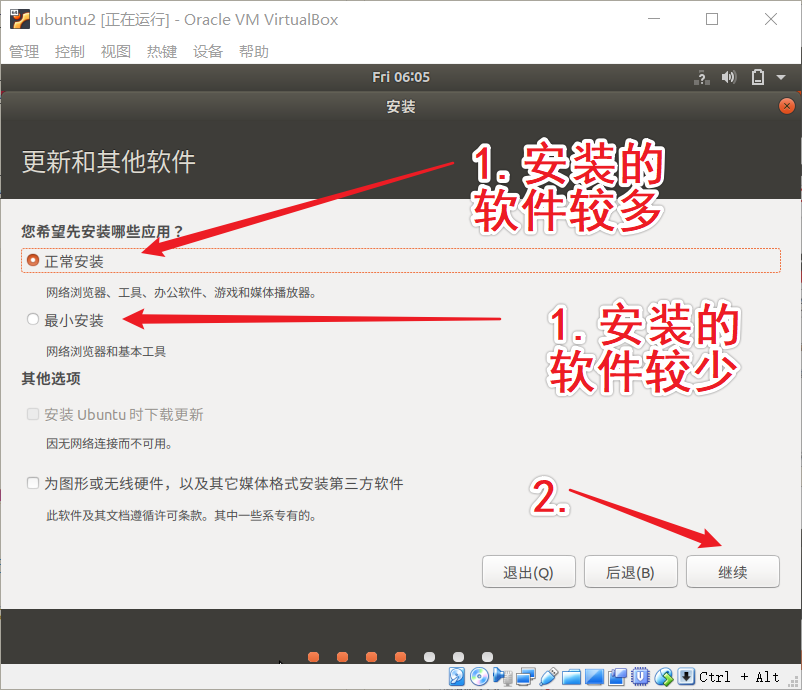 ubuntu2 [正在运行] - Oracle VM VirtualBox
管理 控制 视图 热键 设备 帮助
Fri 06:05
安装
更新和其他软件
1. 安装的
软件较多
您希望先安装哪些应用？
正常安装
网络浏览器、工具、办公软件、游戏和媒体播放器。
最小安装
网络浏览器和基本工具
1. 安装的
软件较少
其他选项
安装 Ubuntu 时下载更新
因无网络连接而不可用。
为图形或无线硬件，以及其它媒体格式安装第三方软件
此软件及其文档遵循许可条款。其中一些系专有的。
2.
退出(Q) 后退(B) 继续
Ctrl + Alt